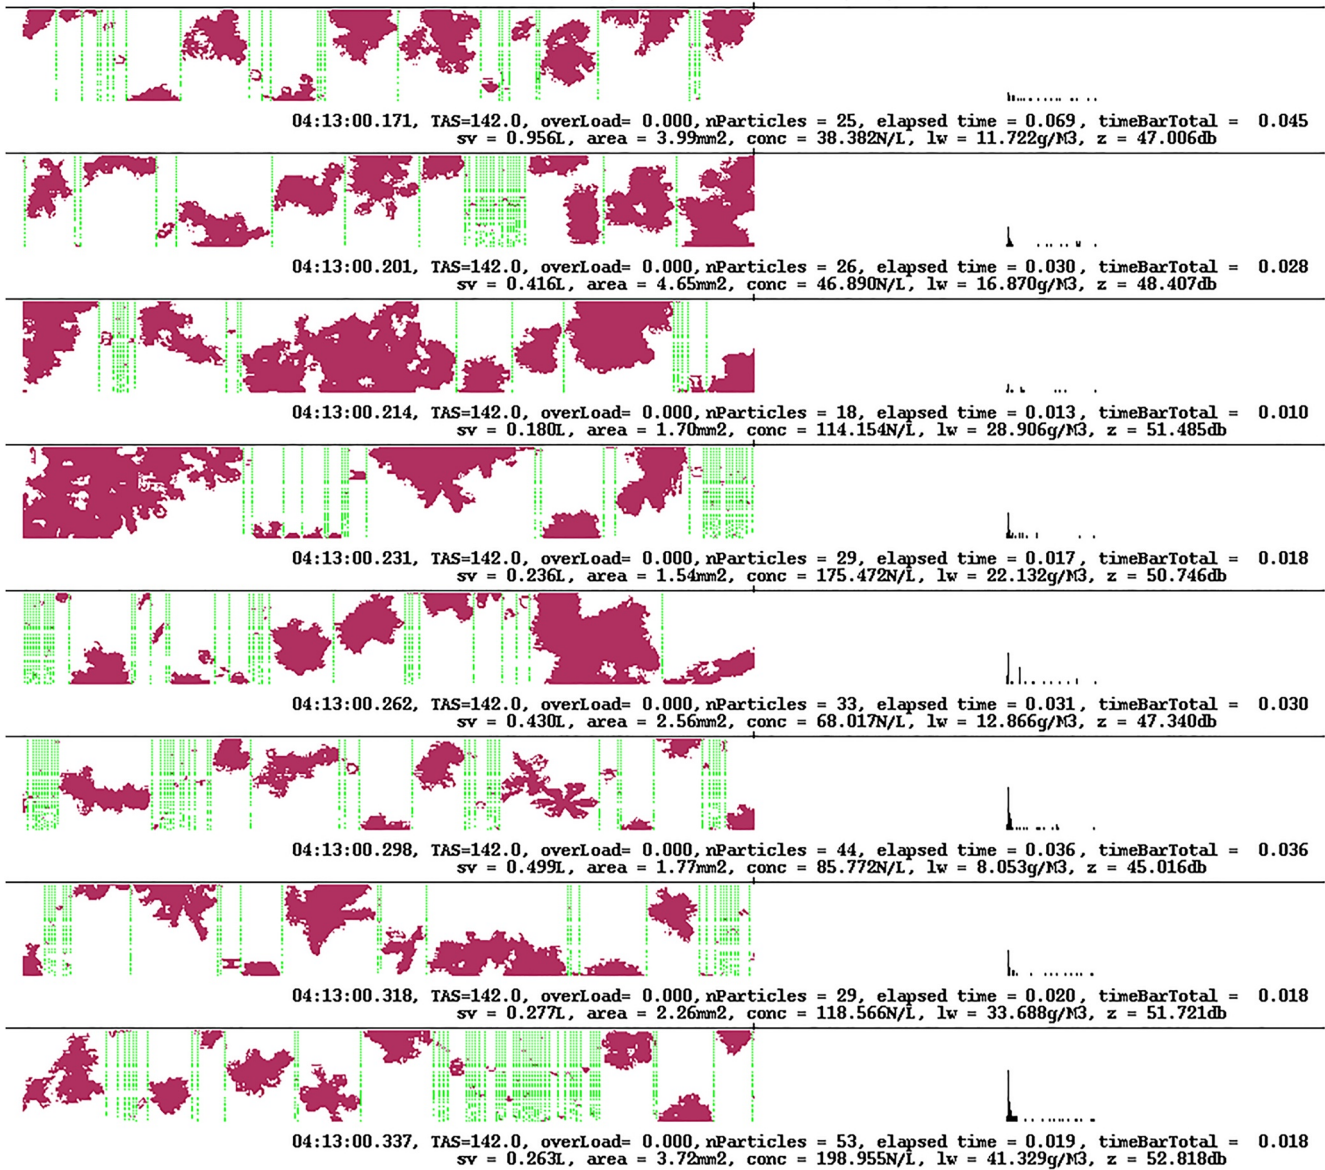 04:13:00.171, TAS=142.0, overLoad= 0.000, nParticles = 25, elapsed time = 0.069, timeBarTotal = 0.045
sv = 0.956L, area = 3.99mm2, conc = 38.382N/L, lw = 11.722g/M3, z = 47.006db
04:13:00.201, TAS=142.0, overLoad= 0.000, nParticles = 26, elapsed time = 0.030, timeBarTotal = 0.028
sv = 0.416L, area = 4.65mm2, conc = 46.890N/L, lw = 16.870g/M3, z = 48.407db
04:13:00.214, TAS=142.0, overLoad= 0.000, nParticles = 18, elapsed time = 0.013, timeBarTotal = 0.010
sv = 0.180L, area = 1.70mm2, conc = 114.154N/L, lw = 28.906g/M3, z = 51.485db
04:13:00.231, TAS=142.0, overLoad= 0.000, nParticles = 29, elapsed time = 0.017, timeBarTotal = 0.018
sv = 0.236L, area = 1.54mm2, conc = 175.472N/L, lw = 22.132g/M3, z = 50.746db
04:13:00.262, TAS=142.0, overLoad= 0.000, nParticles = 33, elapsed time = 0.031, timeBarTotal = 0.030
sv = 0.430L, area = 2.56mm2, conc = 68.017N/L, lw = 12.866g/M3, z = 47.340db
04:13:00.298, TAS=142.0, overLoad= 0.000, nParticles = 44, elapsed time = 0.036, timeBarTotal = 0.036
sv = 0.499L, area = 1.77mm2, conc = 85.772N/L, lw = 8.053g/M3, z = 45.016db
04:13:00.318, TAS=142.0, overLoad= 0.000, nParticles = 29, elapsed time = 0.020, timeBarTotal = 0.018
sv = 0.277L, area = 2.26mm2, conc = 118.566N/L, lw = 33.688g/M3, z = 51.721db
04:13:00.337, TAS=142.0, overLoad= 0.000, nParticles = 53, elapsed time = 0.019, timeBarTotal = 0.018
sv = 0.263L, area = 3.72mm2, conc = 198.955N/L, lw = 41.329g/M3, z = 52.818db